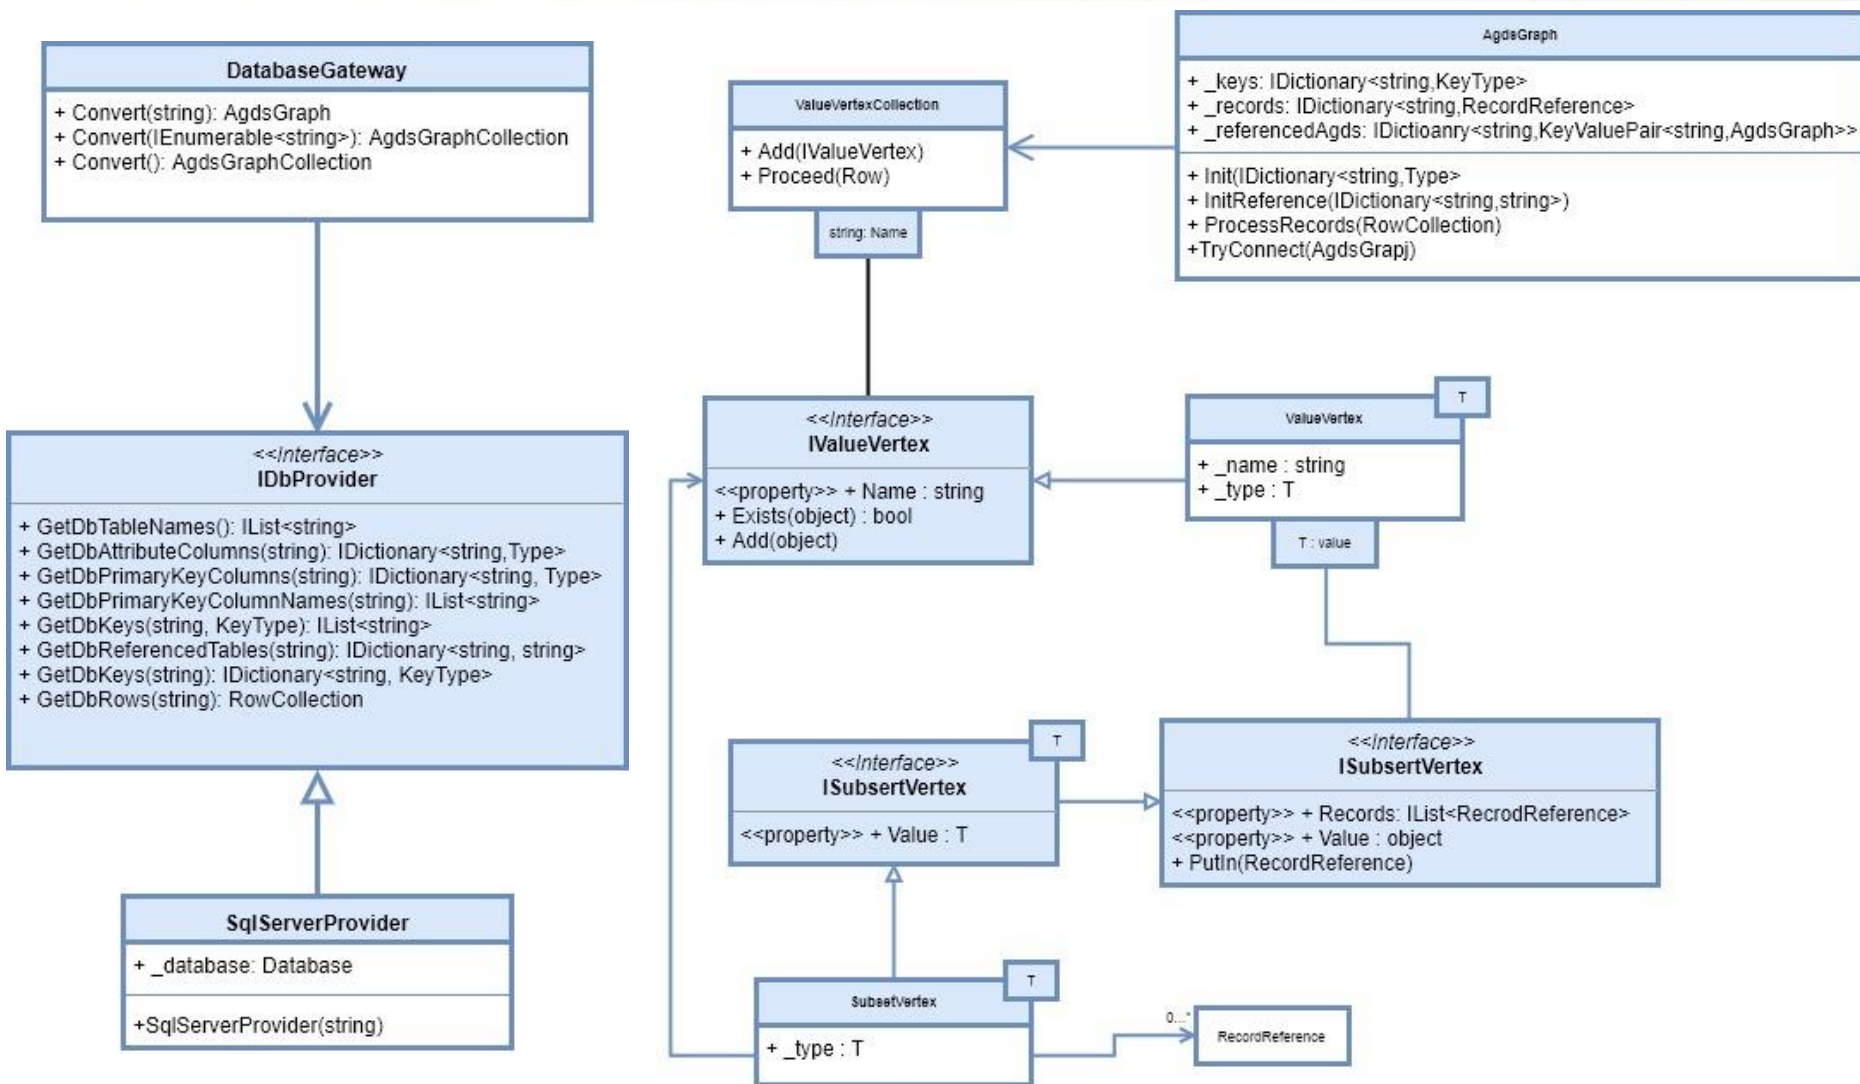 DatabaseGateway
+ Convert(string): AgdsGraph
+ Convert(IEnumerable<string>): AgdsGraphCollection
+ Convert(): AgdsGraphCollection
<<Interface>>
IDbProvider
+ GetDbTableNames(): IList<string>
+ GetDbAttributeColumns(string): IDictionary<string,Type>
+ GetDbPrimaryKeyColumns(string): IDictionary<string, Type>
+ GetDbPrimaryKeyColumnNames(string): IList<string>
+ GetDbKeys(string, KeyType): IList<string>
+ GetDbReferencedTables(string): IDictionary<string, string>
+ GetDbKeys(string): IDictionary<string, KeyType>
+ GetDbRows(string): RowCollection
SqlServerProvider
+ _database: Database
+SqlServerProvider(string)
ValueVertexCollection
+ Add(IValueVertex)
+ Proceed(Row)
string: Name
AgdsGraph
+ _keys: IDictionary<string,KeyType>
+ _records: IDictionary<string,RecordReference>
+ _referencedAgds: IDictioanry<string,KeyValuePair<string,AgdsGraph>>
+ Init(IDictionary<string,Type>
+ InitReference(IDictionary<string,string>)
+ ProcessRecords(RowCollection)
+TryConnect(AgdsGrapj)
<<Interface>>
IValueVertex
<<property>> + Name : string
+ Exists(object) : bool
+ Add(object)
T
ValueVertex
+ _name : string
+ _type : T
T : value
T
<<Interface>>
ISubsertVertex
<<property>> + Value : T
<<Interface>>
ISubsertVertex
<<property>> + Records: IList<RecrodReference>
<<property>> + Value : object
+ PutIn(RecordReference)
T
SubsetVertex
+ _type : T
0...*
RecordReference